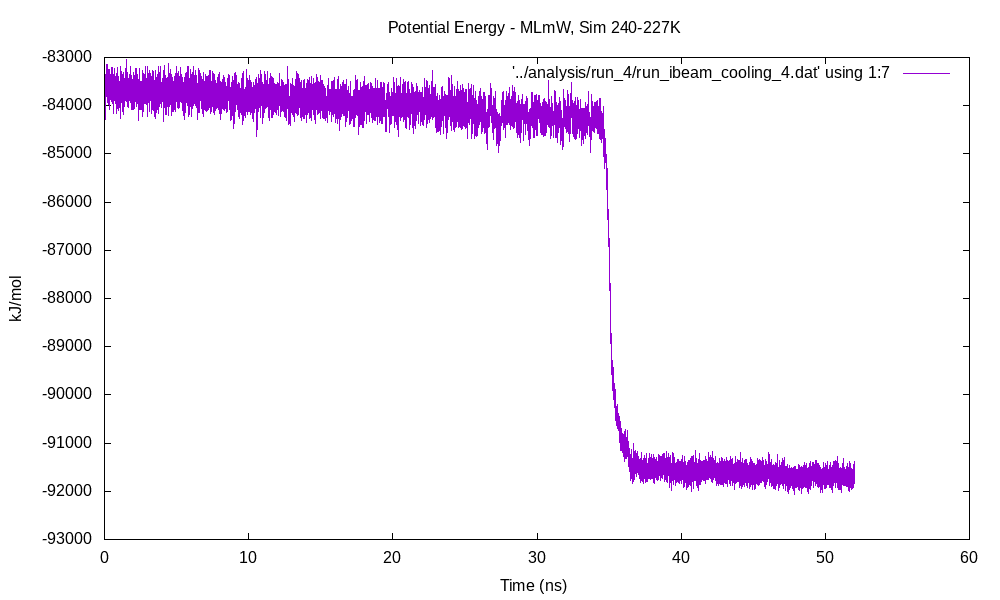 Potential Energy - MLmW, Sim 240-227K
'../analysis/run_4/run_ibeam_cooling_4.dat' using 1:7
-83000
-84000
-85000
-86000
-87000
-88000
-89000
-90000
-91000
-92000
-93000
kJ/mol
0 10 20 30 40 50 60
Time (ns)